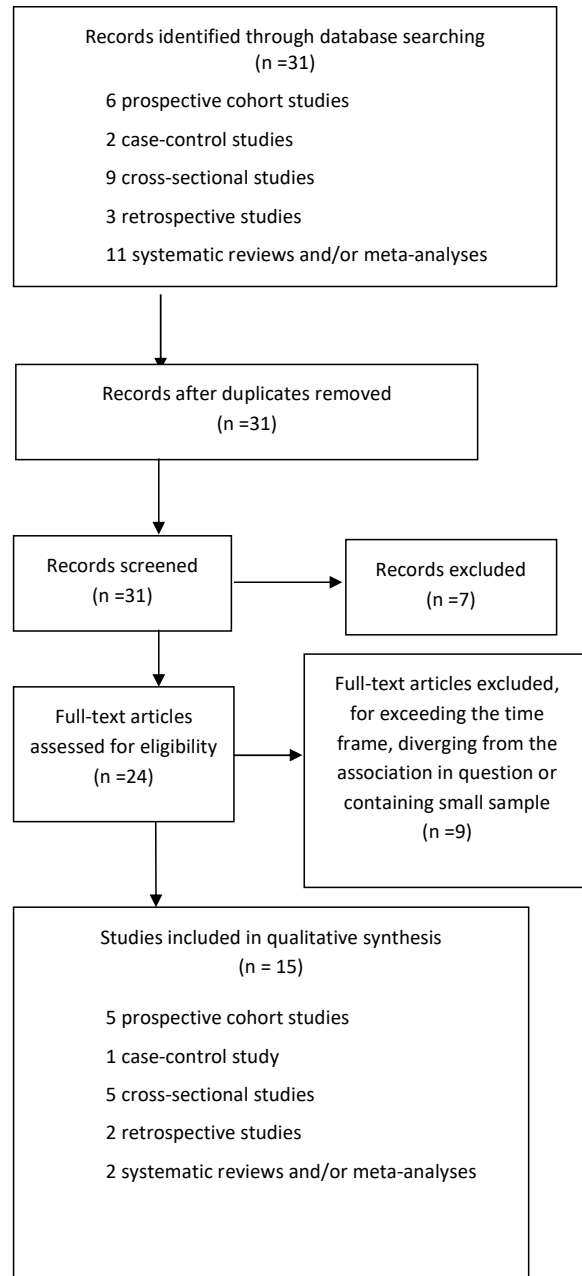 Records identified through database searching
(n =31)
6 prospective cohort studies
2 case-control studies
9 cross-sectional studies
3 retrospective studies
11 systematic reviews and/or meta-analyses
Records after duplicates removed
(n =31)
Records screened
(n =31)
Records excluded
(n =7)
Full-text articles
assessed for eligibility
(n =24)
Full-text articles excluded,
for exceeding the time
frame, diverging from the
association in question or
containing small sample
(n =9)
Studies included in qualitative synthesis
(n = 15)
5 prospective cohort studies
1 case-control study
5 cross-sectional studies
2 retrospective studies
2 systematic reviews and/or meta-analyses